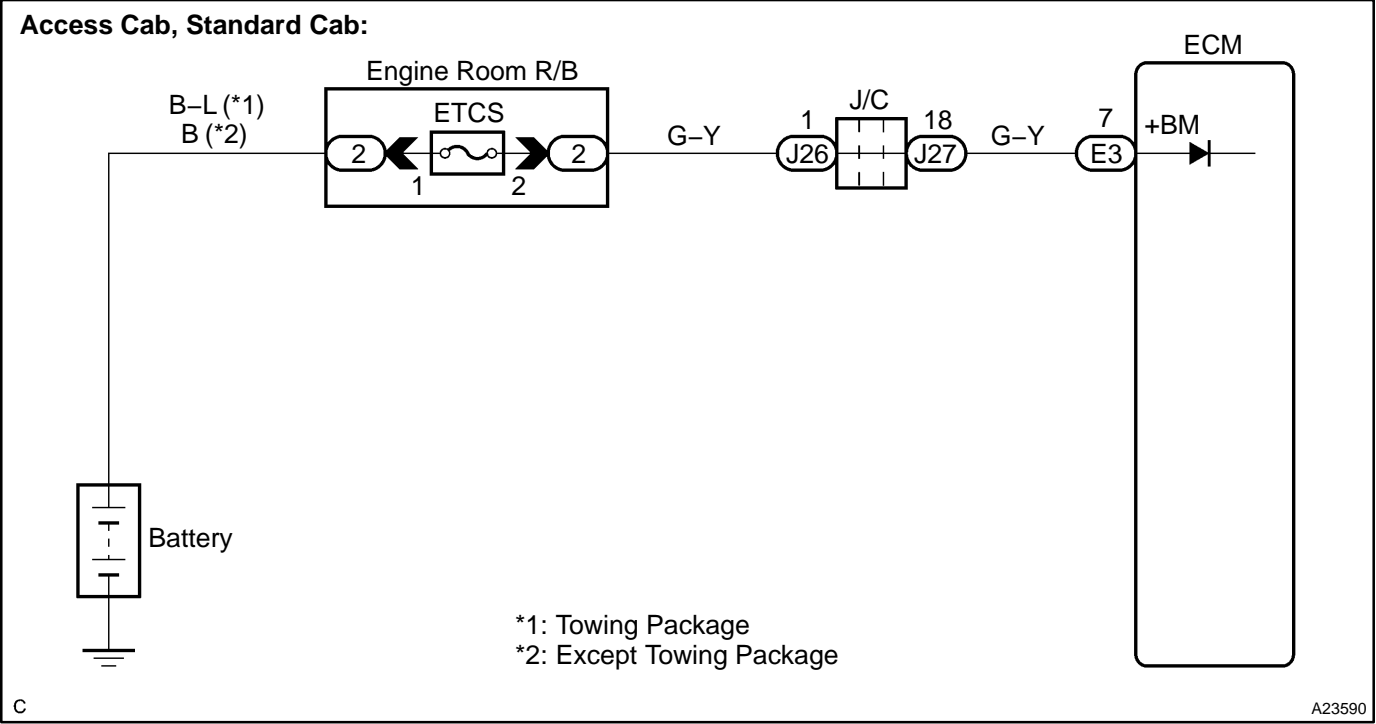 Access Cab, Standard Cab:
ECM
Engine Room R/B
B–L (*1)
B (*2)
ETCS
2
1
2
2
G–Y
1
J/C
18
J26
J27
G–Y
7
E3
+BM
Battery
*1: Towing Package
*2: Except Towing Package
C
A23590